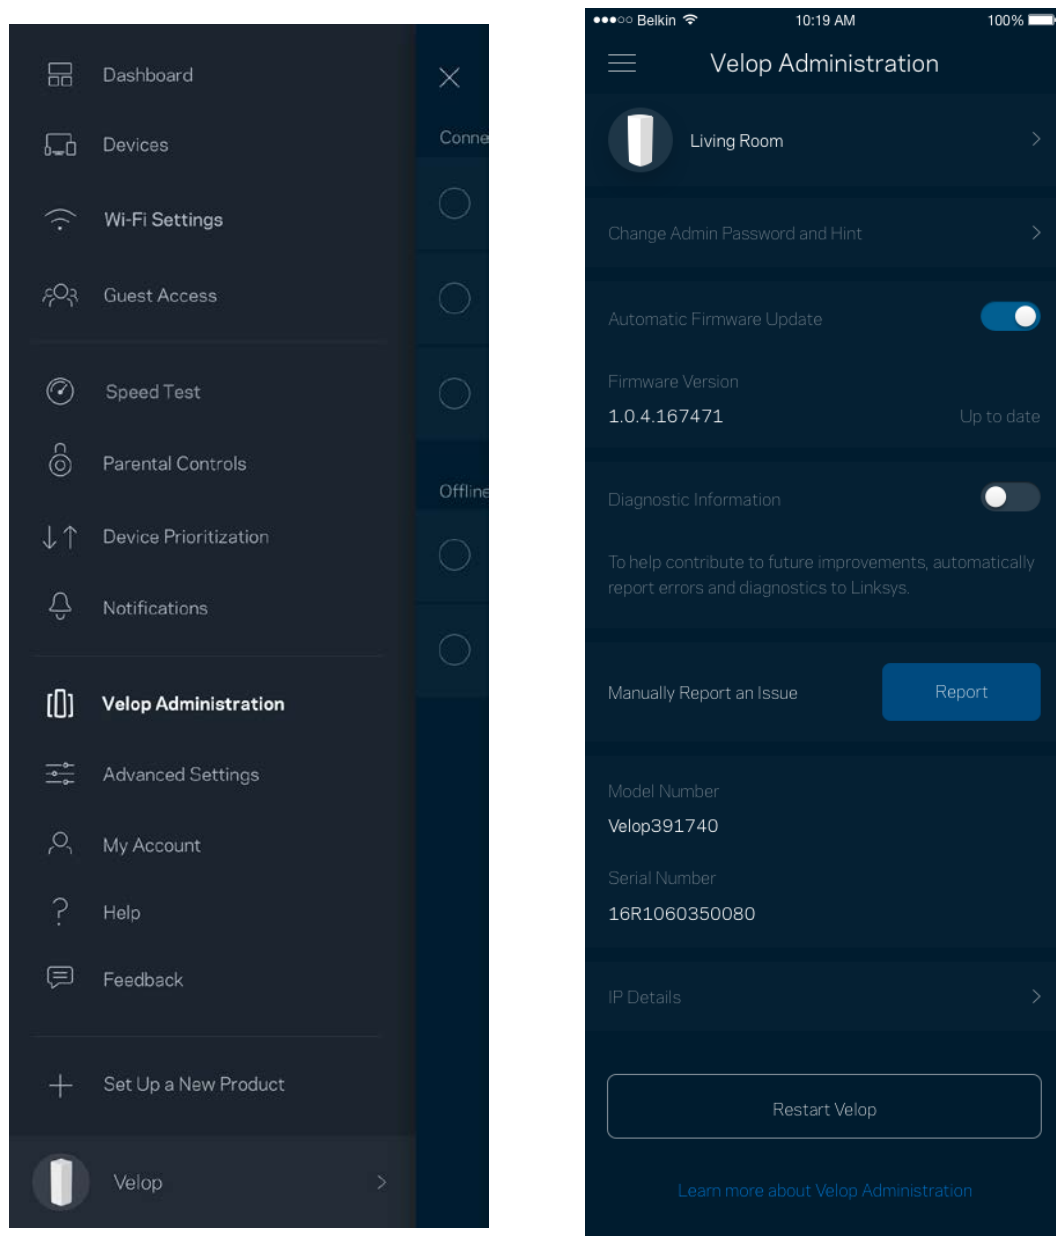 Dashboard
Devices
Wi-Fi Settings
Guest Access
Speed Test
Parental Controls
Device Prioritization
Notifications
Velop Administration
Advanced Settings
My Account
Help
Feedback
Set Up a New Product
Velop
Conne
Offline
Belkin 10:19 AM 100%
Velop Administration
Living Room
Change Admin Password and Hint
Automatic Firmware Update
Firmware Version
1.0.4.167471 Up to date
Diagnostic Information
To help contribute to future improvements, automatically
report errors and diagnostics to Linksys.
Manually Report an Issue Report
Model Number
Velop391740
Serial Number
16R1060350080
IP Details
Restart Velop
Learn more about Velop Administration